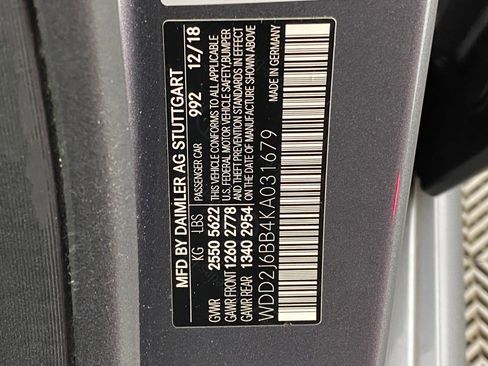 MFD BY DAIMLER AG STUTTGART
PASSENGER CAR 992 12/18
KG LBS
GVWR 2550 5622
GAWR FRONT 1260 2778
GAWR REAR 1340 2954
THIS VEHICLE CONFORMS TO ALL APPLICABLE
U.S. FEDERAL MOTOR VEHICLE SAFETY, BUMPER
AND THEFT PREVENTION STANDARDS IN EFFECT
ON THE DATE OF MANUFACTURE SHOWN ABOVE
WDD2J6BB4KA031679
MADE IN GERMANY